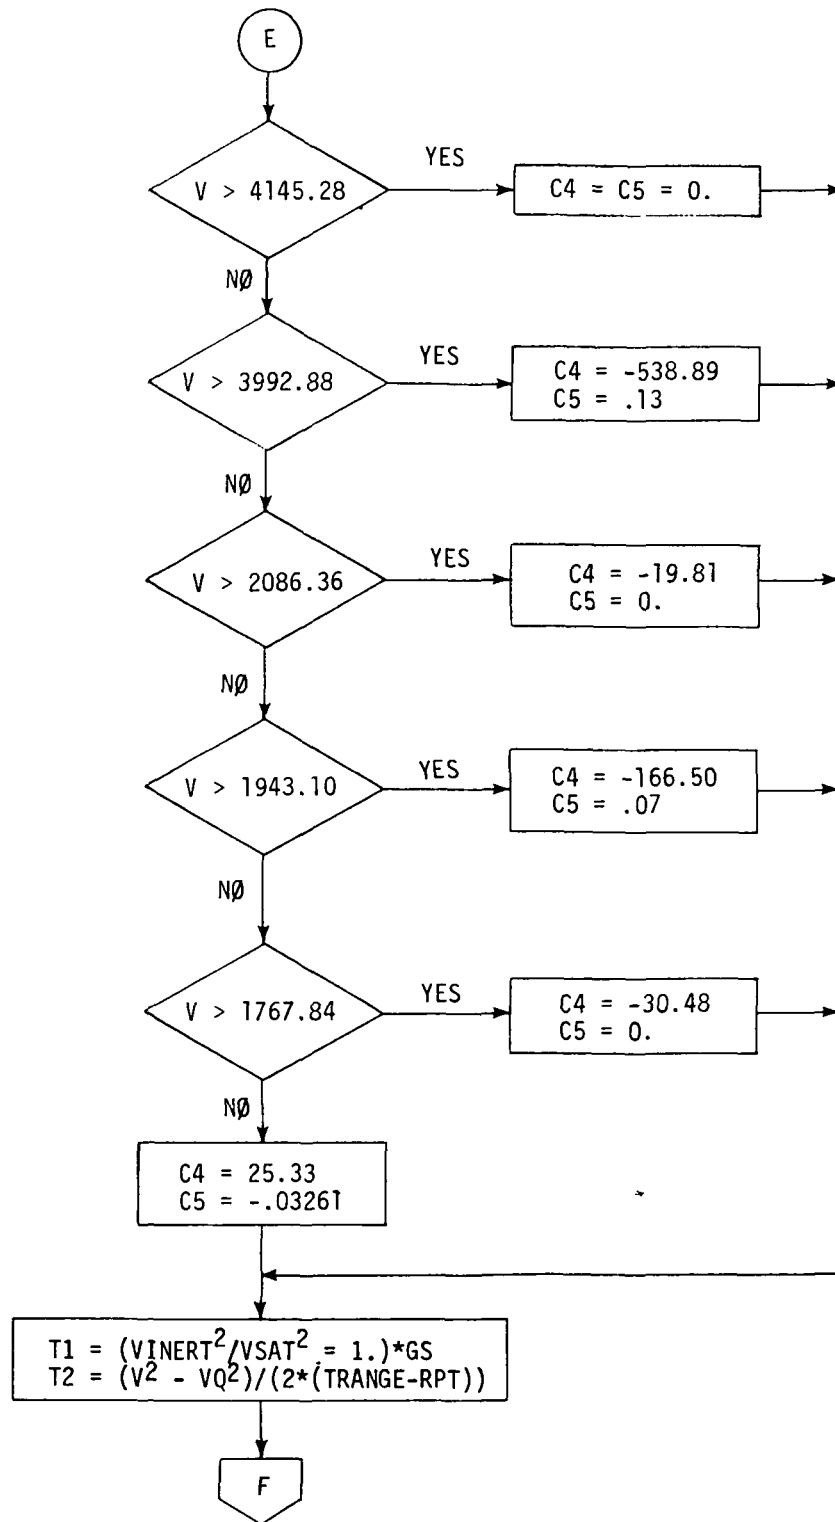 E
V > 4145.28
YES
C4 = C5 = 0.
NØ
V > 3992.88
YES
C4 = -538.89
C5 = .13
NØ
V > 2086.36
YES
C4 = -19.81
C5 = 0.
NØ
V > 1943.10
YES
C4 = -166.50
C5 = .07
NØ
V > 1767.84
YES
C4 = -30.48
C5 = 0.
NØ
C4 = 25.33
C5 = -.03261
T1 = (VINERT²/VSAT² = 1.)*GS
T2 = (V² - VQ²)/(2*(TRANGE-RPT))
F